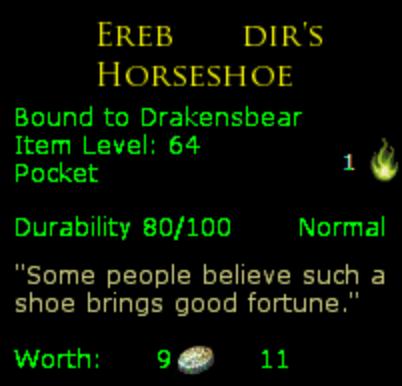 EREB DIR'S
HORSESHOE
Bound to Drakensbear
Item Level: 64
1
Pocket
Durability 80/100 Normal
"Some people believe such a
shoe brings good fortune."
Worth: 9 11